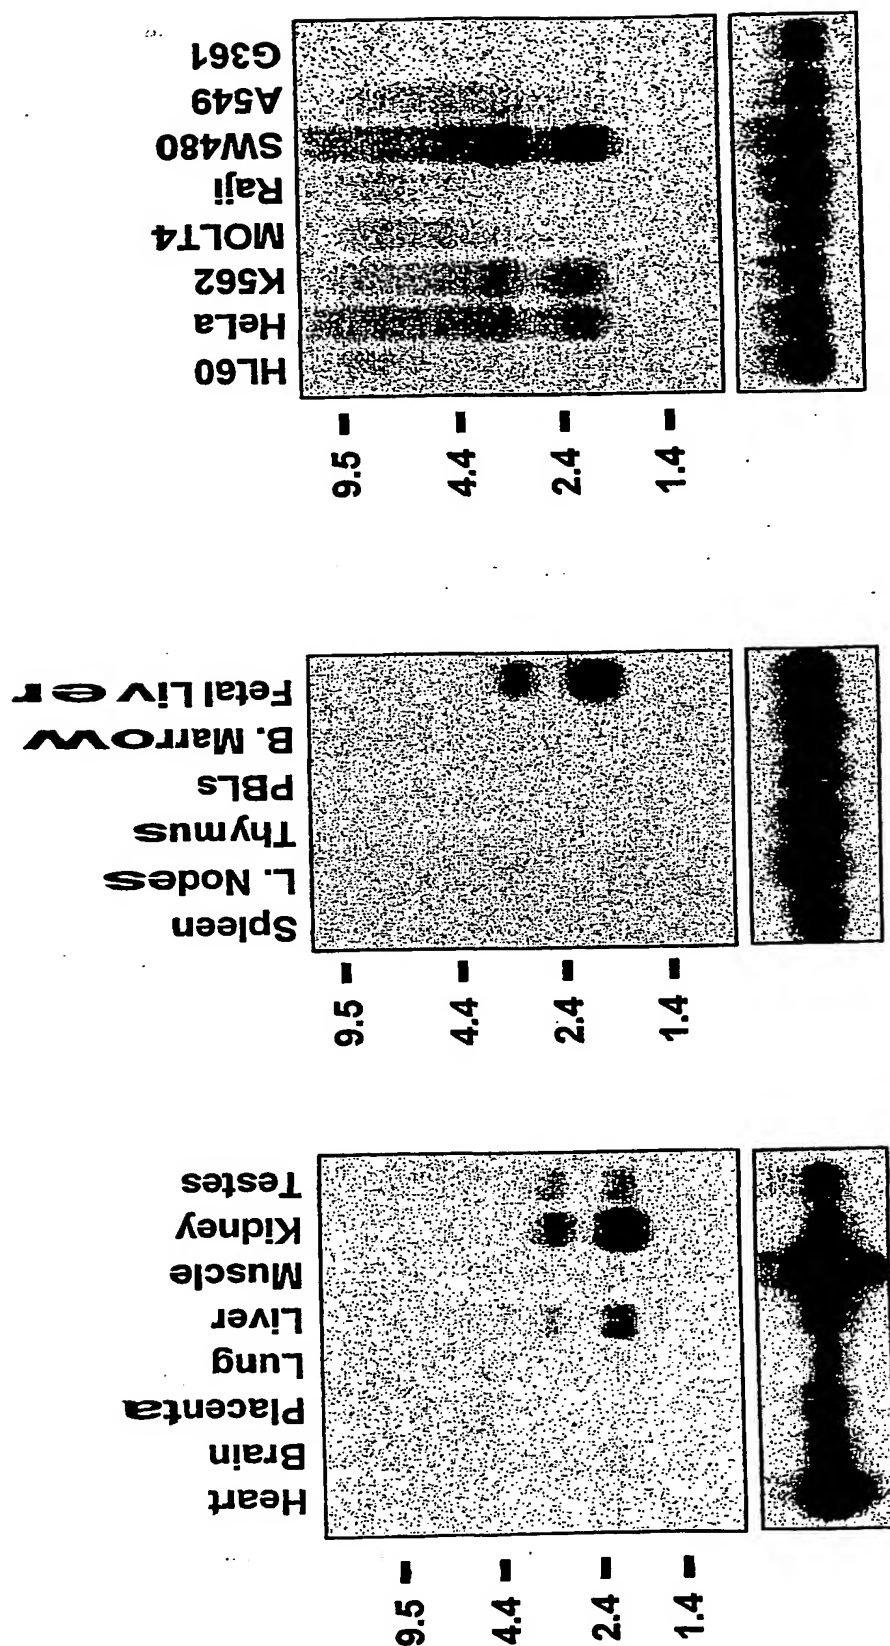 Heart
Brain
Placenta
Lung
Liver
Muscle
Kidney
Testes
9.5
4.4
2.4
1.4
Spleen
L. Nodes
Thymus
PBLs
B. Marrow
Fetal Liver
9.5
4.4
2.4
1.4
HL60
HeLa
K562
MOLT4
Raji
SW480
A549
G361
9.5
4.4
2.4
1.4